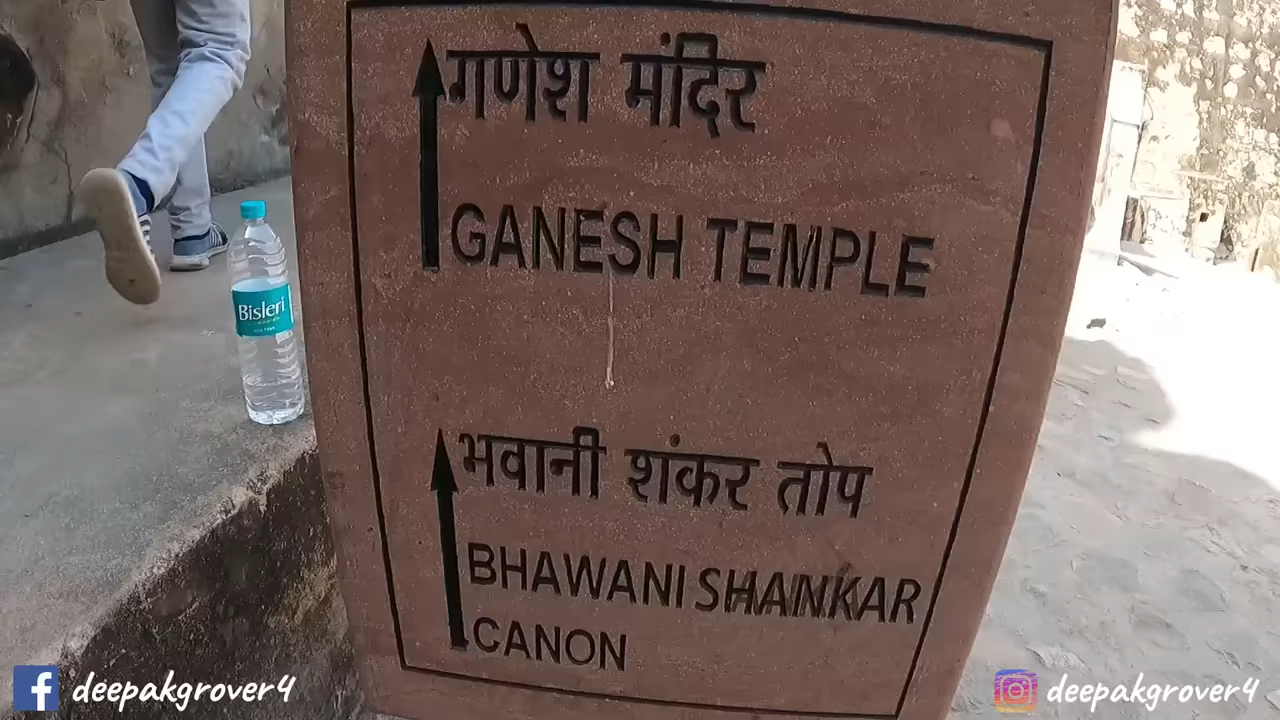 गणेश मंदिर
GANESH TEMPLE
Bisleri
भवानी शंकर तोप
BHAWANI SHANKAR
CANON
deepakgrover4
deepakgrover4